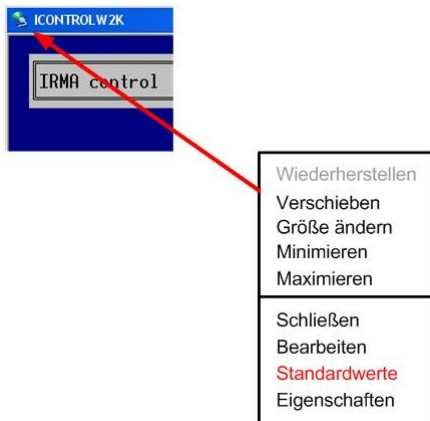 ICONTROLW2K
IRMA control
Wiederherstellen
Verschieben
Größe ändern
Minimieren
Maximieren
Schließen
Bearbeiten
Standardwerte
Eigenschaften